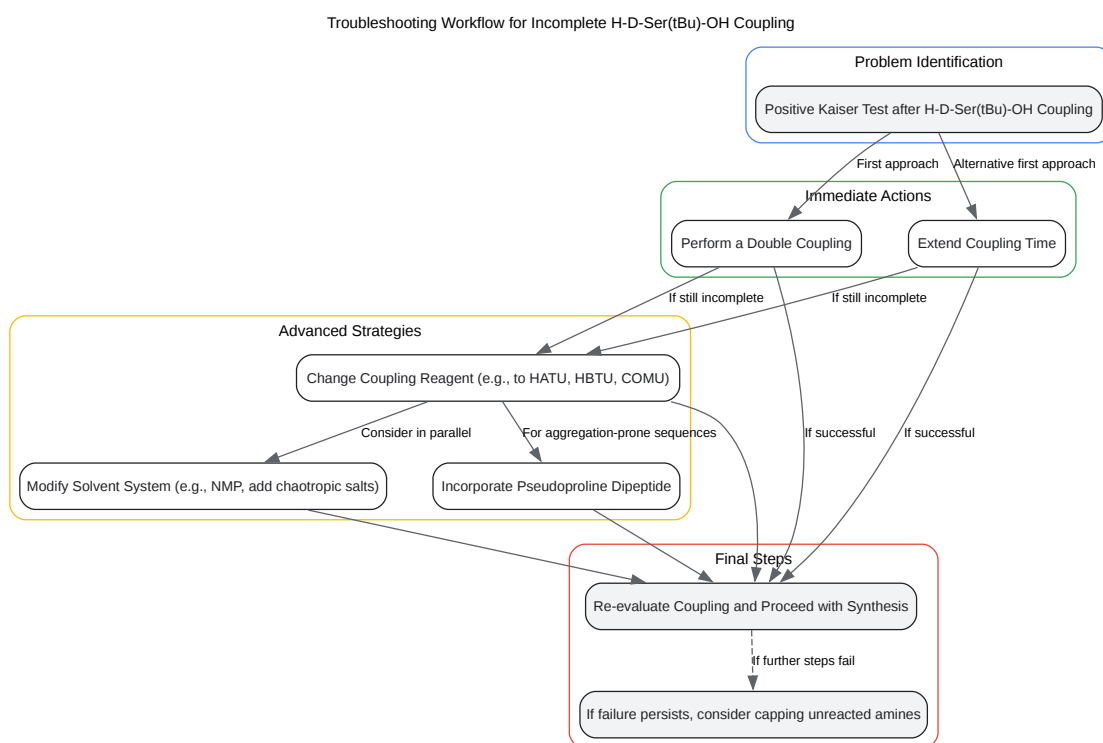 Troubleshooting Workflow for Incomplete H-D-Ser(tBu)-OH Coupling
Problem Identification
Positive Kaiser Test after H-D-Ser(tBu)-OH Coupling
First approach
Alternative first approach
Immediate Actions
Perform a Double Coupling
Extend Coupling Time
If still incomplete
If still incomplete
Advanced Strategies
Change Coupling Reagent (e.g., to HATU, HBTU, COMU)
Consider in parallel
For aggregation-prone sequences
If successful
If successful
Modify Solvent System (e.g., NMP, add chaotropic salts)
Incorporate Pseudoproline Dipeptide
Final Steps
Re-evaluate Coupling and Proceed with Synthesis
If further steps fail
If failure persists, consider capping unreacted amines